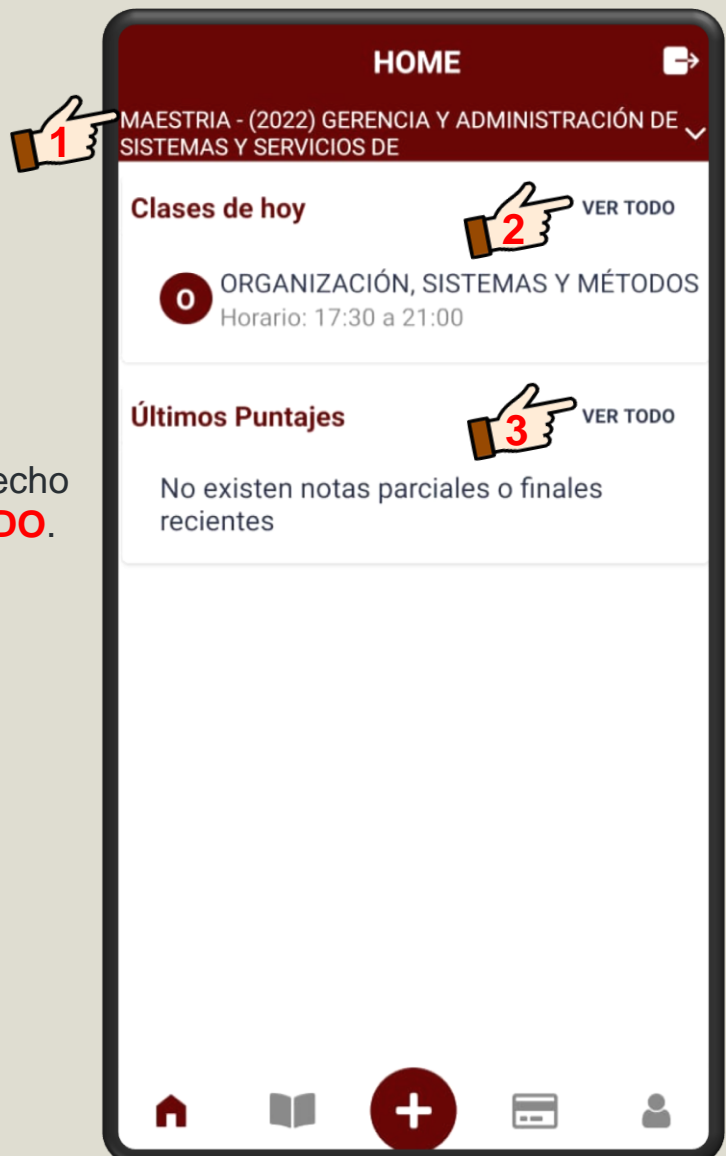 HOME
1
MAESTRIA - (2022) GERENCIA Y ADMINISTRACIÓN DE
SISTEMAS Y SERVICIOS DE
Clases de hoy
2
VER TODO
O
ORGANIZACIÓN, SISTEMAS Y MÉTODOS
Horario: 17:30 a 21:00
Últimos Puntajes
3
VER TODO
No existen notas parciales o finales
recientes
echo
DO.